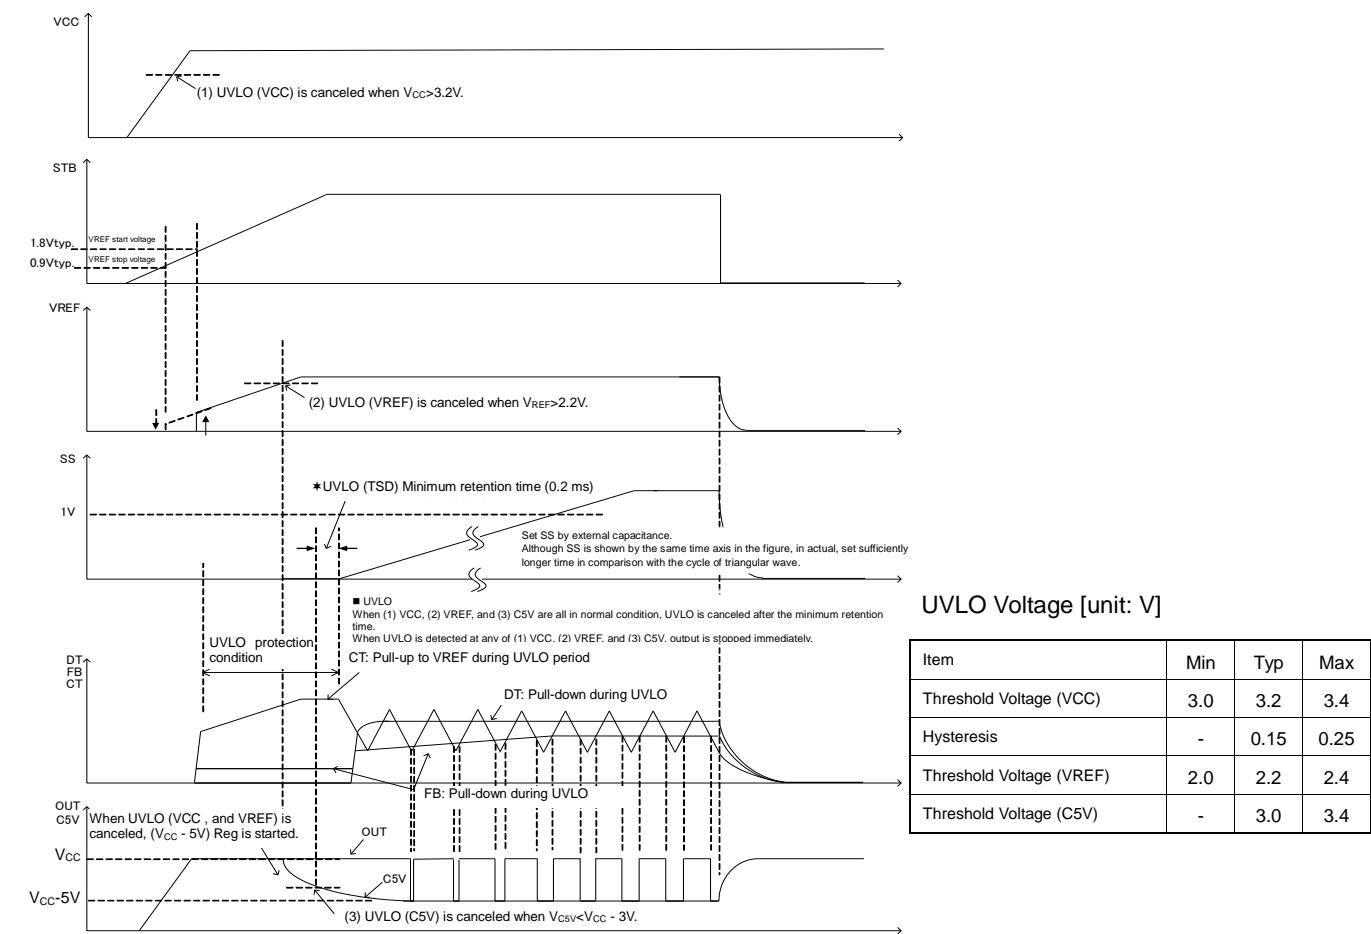 VCC
(1) UVLO (VCC) is canceled when VCC>3.2V.
STB
1.8Vtyp.
VREF start voltage
0.9Vtyp.
VREF stop voltage
VREF
(2) UVLO (VREF) is canceled when VREF>2.2V.
SS
✶UVLO (TSD) Minimum retention time (0.2 ms)
1V
Set SS by external capacitance.
Although SS is shown by the same time axis in the figure, in actual, set sufficiently
longer time in comparison with the cycle of triangular wave.
■ UVLO
When (1) VCC, (2) VREF, and (3) C5V are all in normal condition, UVLO is canceled after the minimum retention
time.
When UVLO is detected at any of (1) VCC, (2) VREF, and (3) C5V, output is stopped immediately.
UVLO protection
condition
DT
FB
CT
CT: Pull-up to VREF during UVLO period
DT: Pull-down during UVLO
FB: Pull-down during UVLO
OUT
C5V
When UVLO (VCC , and VREF) is
canceled, (VCC - 5V) Reg is started.
OUT
VCC
C5V
VCC-5V
(3) UVLO (C5V) is canceled when VC5V<VCC - 3V.
UVLO Voltage [unit: V]
Item Min Typ Max
Threshold Voltage (VCC) 3.0 3.2 3.4
Hysteresis - 0.15 0.25
Threshold Voltage (VREF) 2.0 2.2 2.4
Threshold Voltage (C5V) - 3.0 3.4